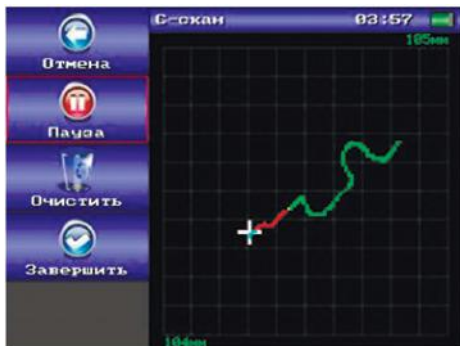 С-скан 03:57
105мм
Отмена
Пауза
Очистить
Завершить
104мм